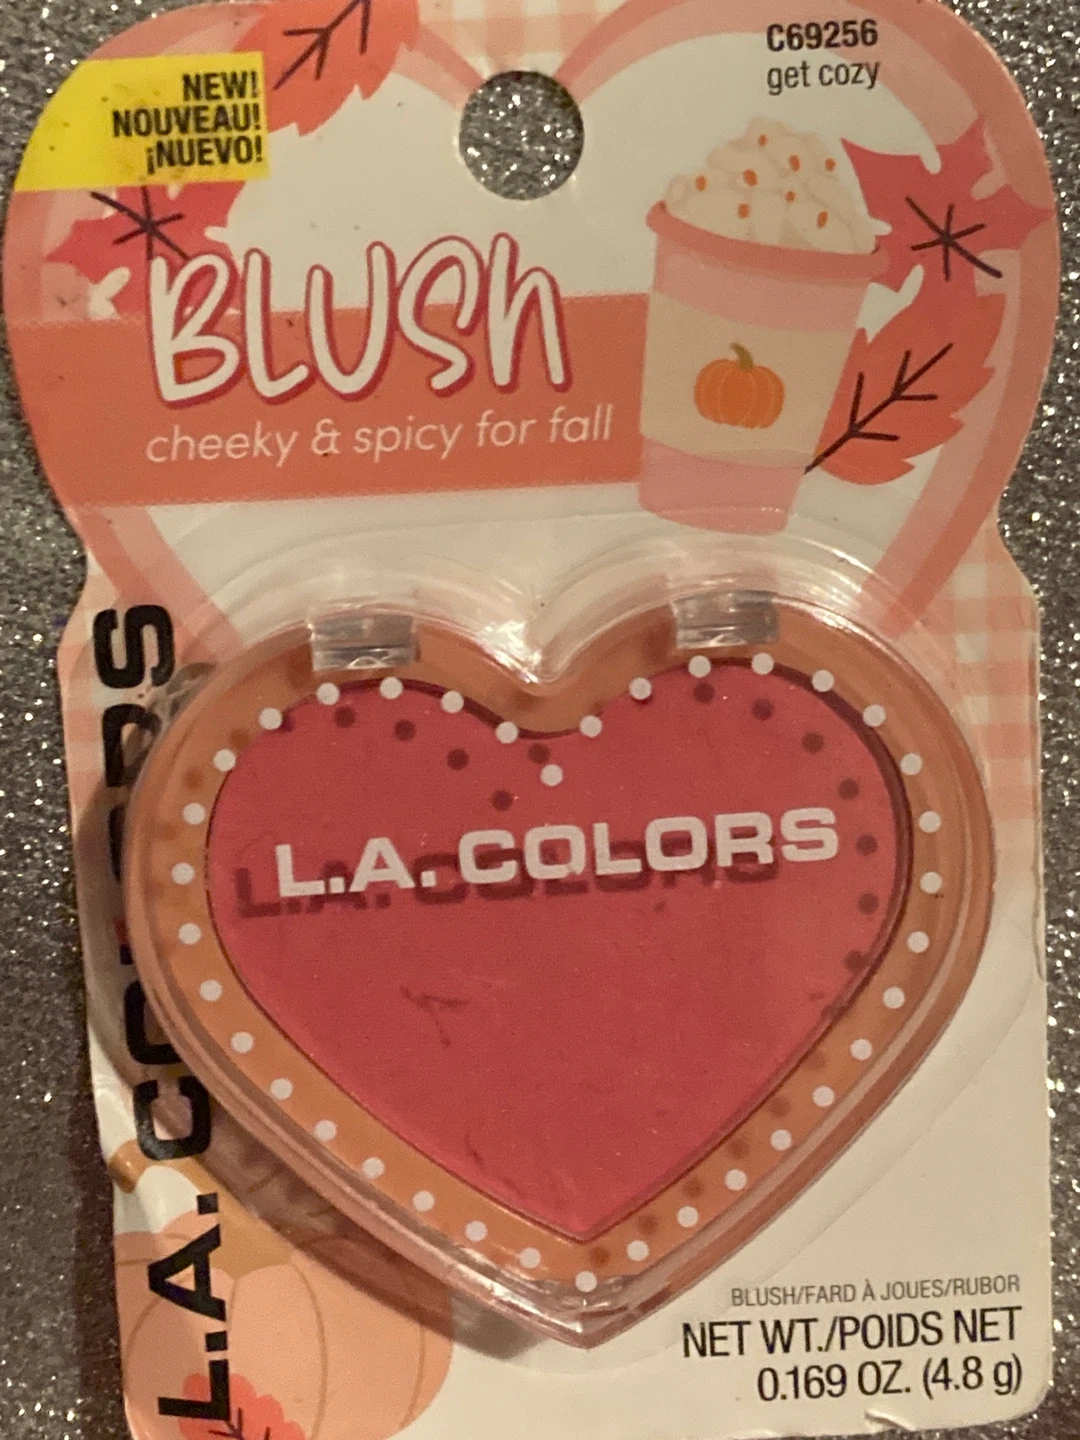 C69256
get cozy
NEW!
NOUVEAU!
¡NUEVO!
BLUSh
cheeky & spicy for fall
L.A. COLORS
L.A. COLORS
BLUSH/FARD À JOUES/RUBOR
NET WT./POIDS NET
0.169 OZ. (4.8 g)